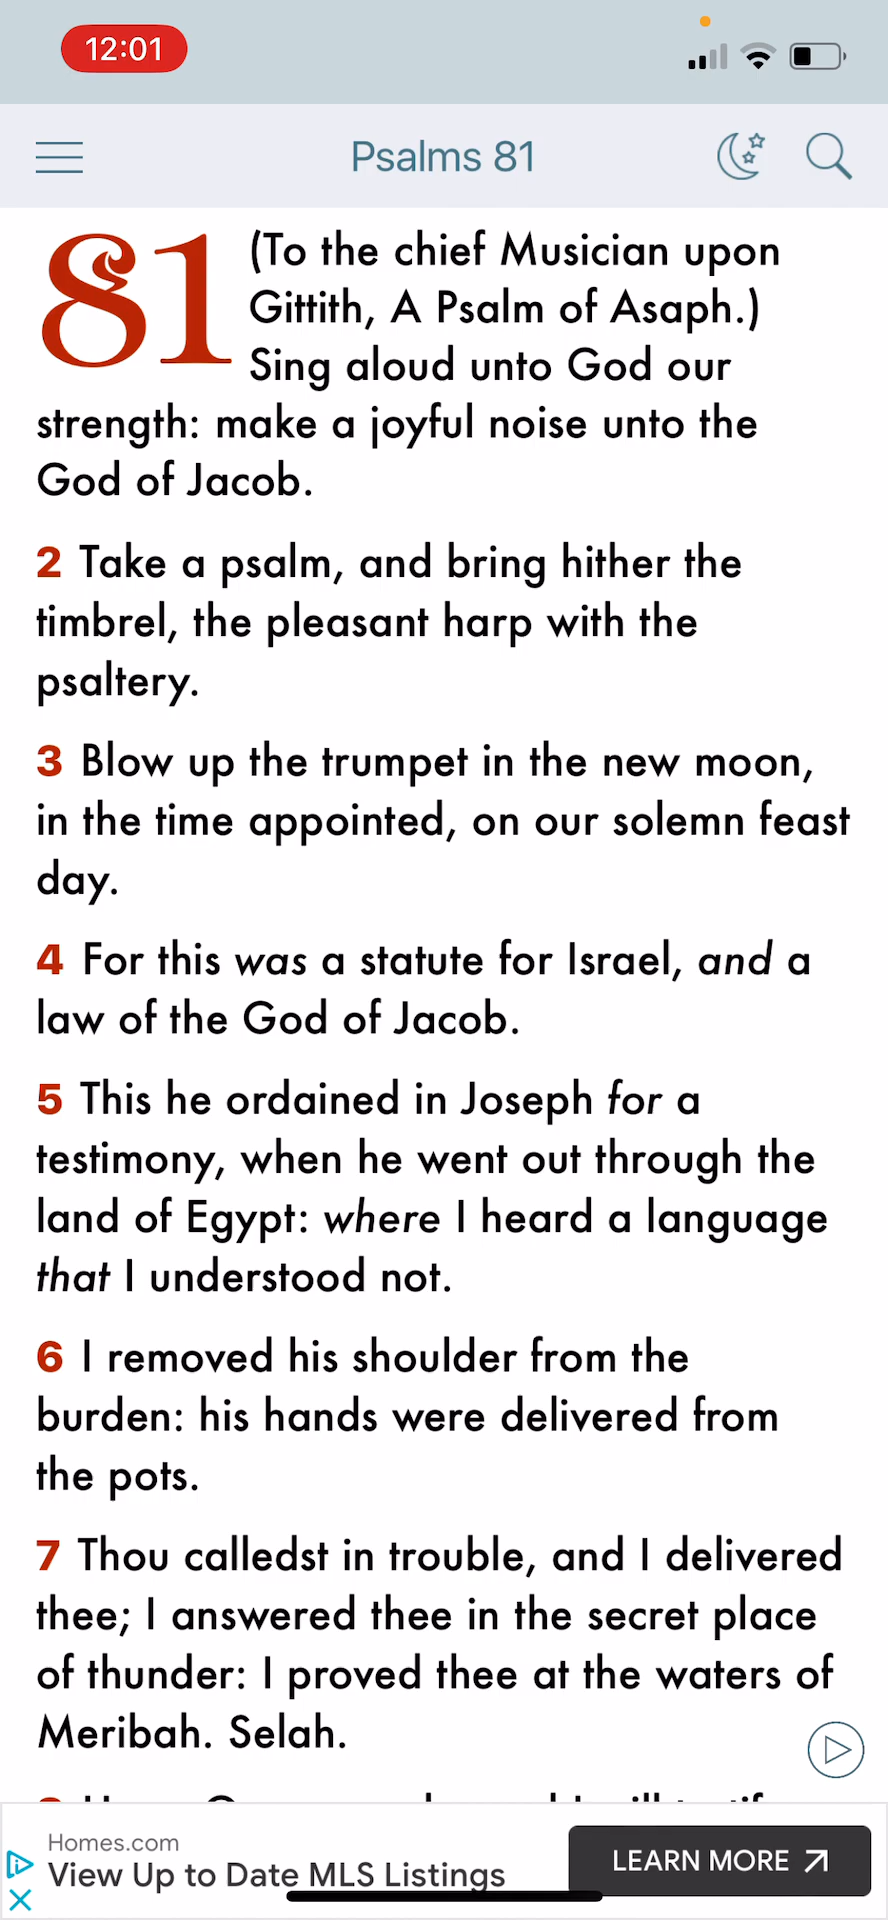 12:01
Psalms 81
81 (To the chief Musician upon
Gittith, A Psalm of Asaph.)
Sing aloud unto God our
strength: make a joyful noise unto the
God of Jacob.
2 Take a psalm, and bring hither the
timbrel, the pleasant harp with the
psaltery.
3 Blow up the trumpet in the new moon,
in the time appointed, on our solemn feast
day.
4 For this was a statute for Israel, and a
law of the God of Jacob.
5 This he ordained in Joseph for a
testimony, when he went out through the
land of Egypt: where I heard a language
that I understood not.
6 I removed his shoulder from the
burden: his hands were delivered from
the pots.
7 Thou calledst in trouble, and I delivered
thee; I answered thee in the secret place
of thunder: I proved thee at the waters of
Meribah. Selah.
Homes.com
View Up to Date MLS Listings
LEARN MORE